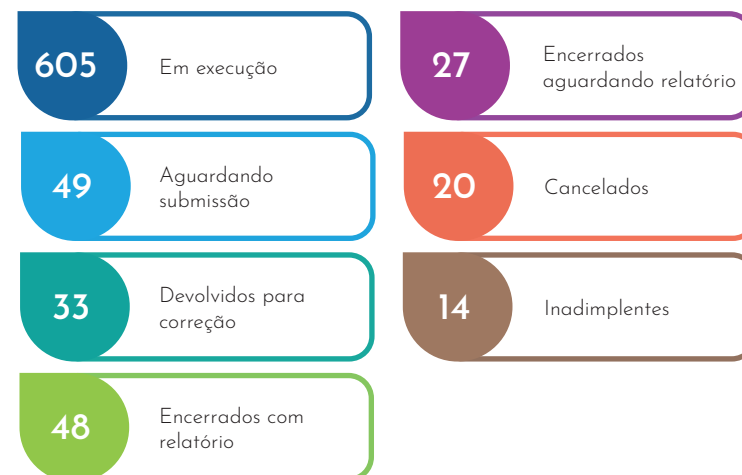 605
Em execução
49
Aguardando
submissão
33
Devolvidos para
correção
48
Encerrados com
relatório
27
Encerrados
aguardando relatório
20
Cancelados
14
Inadimplentes